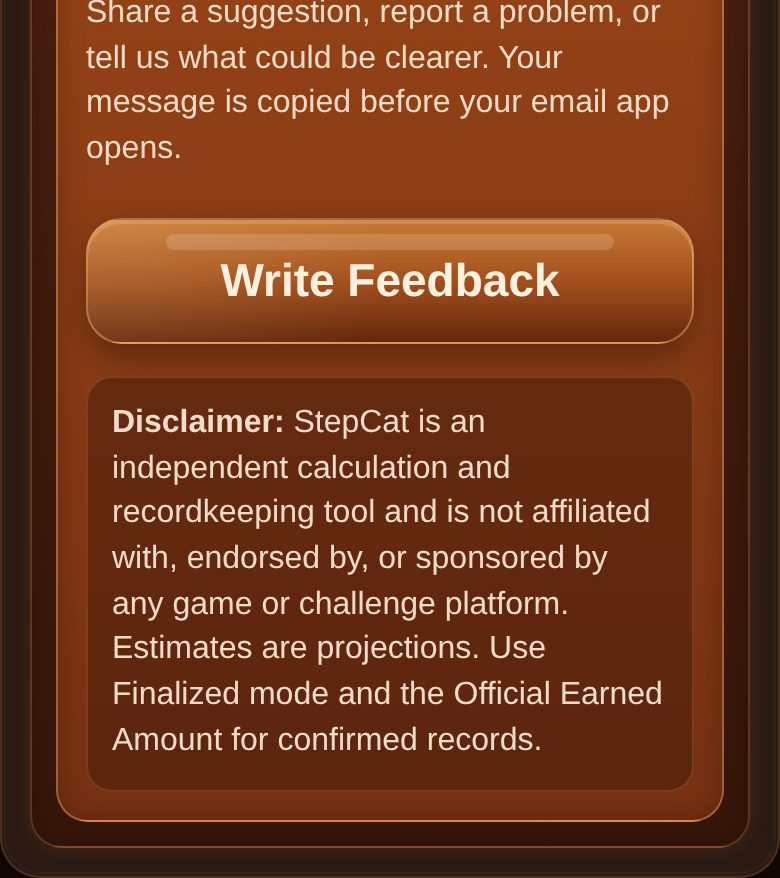 Share a suggestion, report a problem, or
tell us what could be clearer. Your
message is copied before your email app
opens.
Write Feedback
Disclaimer: StepCat is an
independent calculation and
recordkeeping tool and is not affiliated
with, endorsed by, or sponsored by
any game or challenge platform.
Estimates are projections. Use
Finalized mode and the Official Earned
Amount for confirmed records.